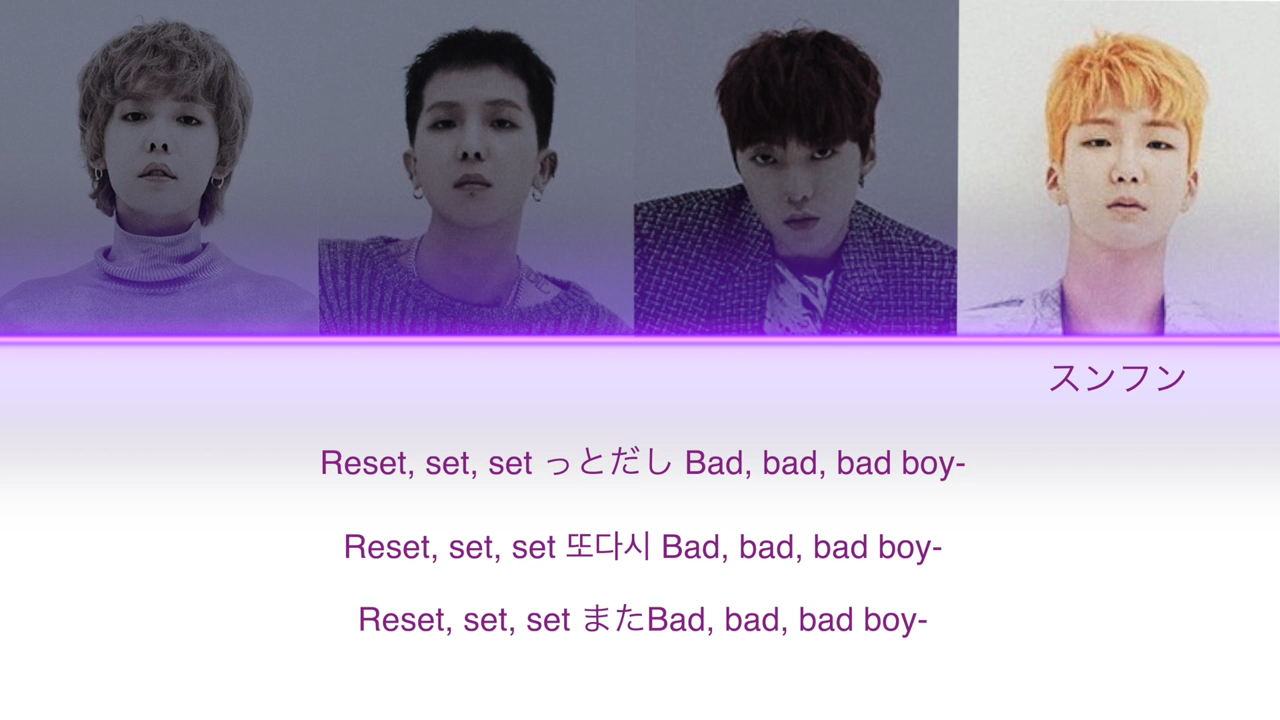 スンフン
Reset, set, set っとだし Bad, bad, bad boy-
Reset, set, set 또다시 Bad, bad, bad boy-
Reset, set, set またBad, bad, bad boy-